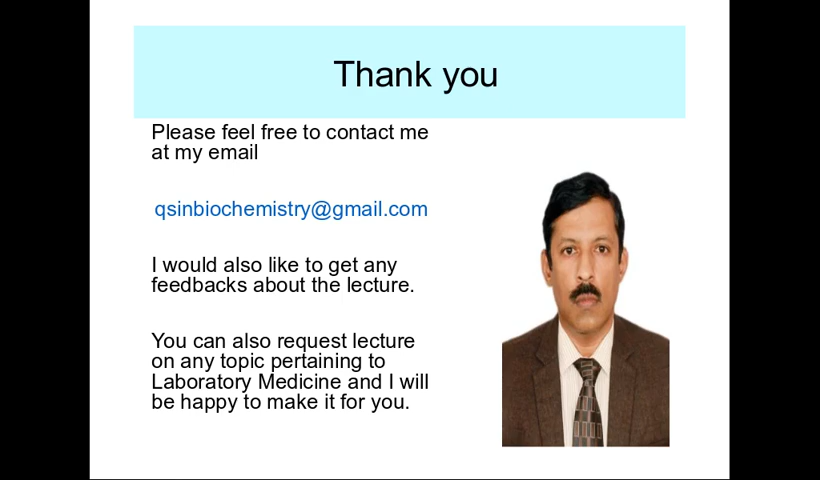 Thank you
Please feel free to contact me
at my email
qsinbiochemistry@gmail.com
I would also like to get any
feedbacks about the lecture.
You can also request lecture
on any topic pertaining to
Laboratory Medicine and I will
be happy to make it for you.